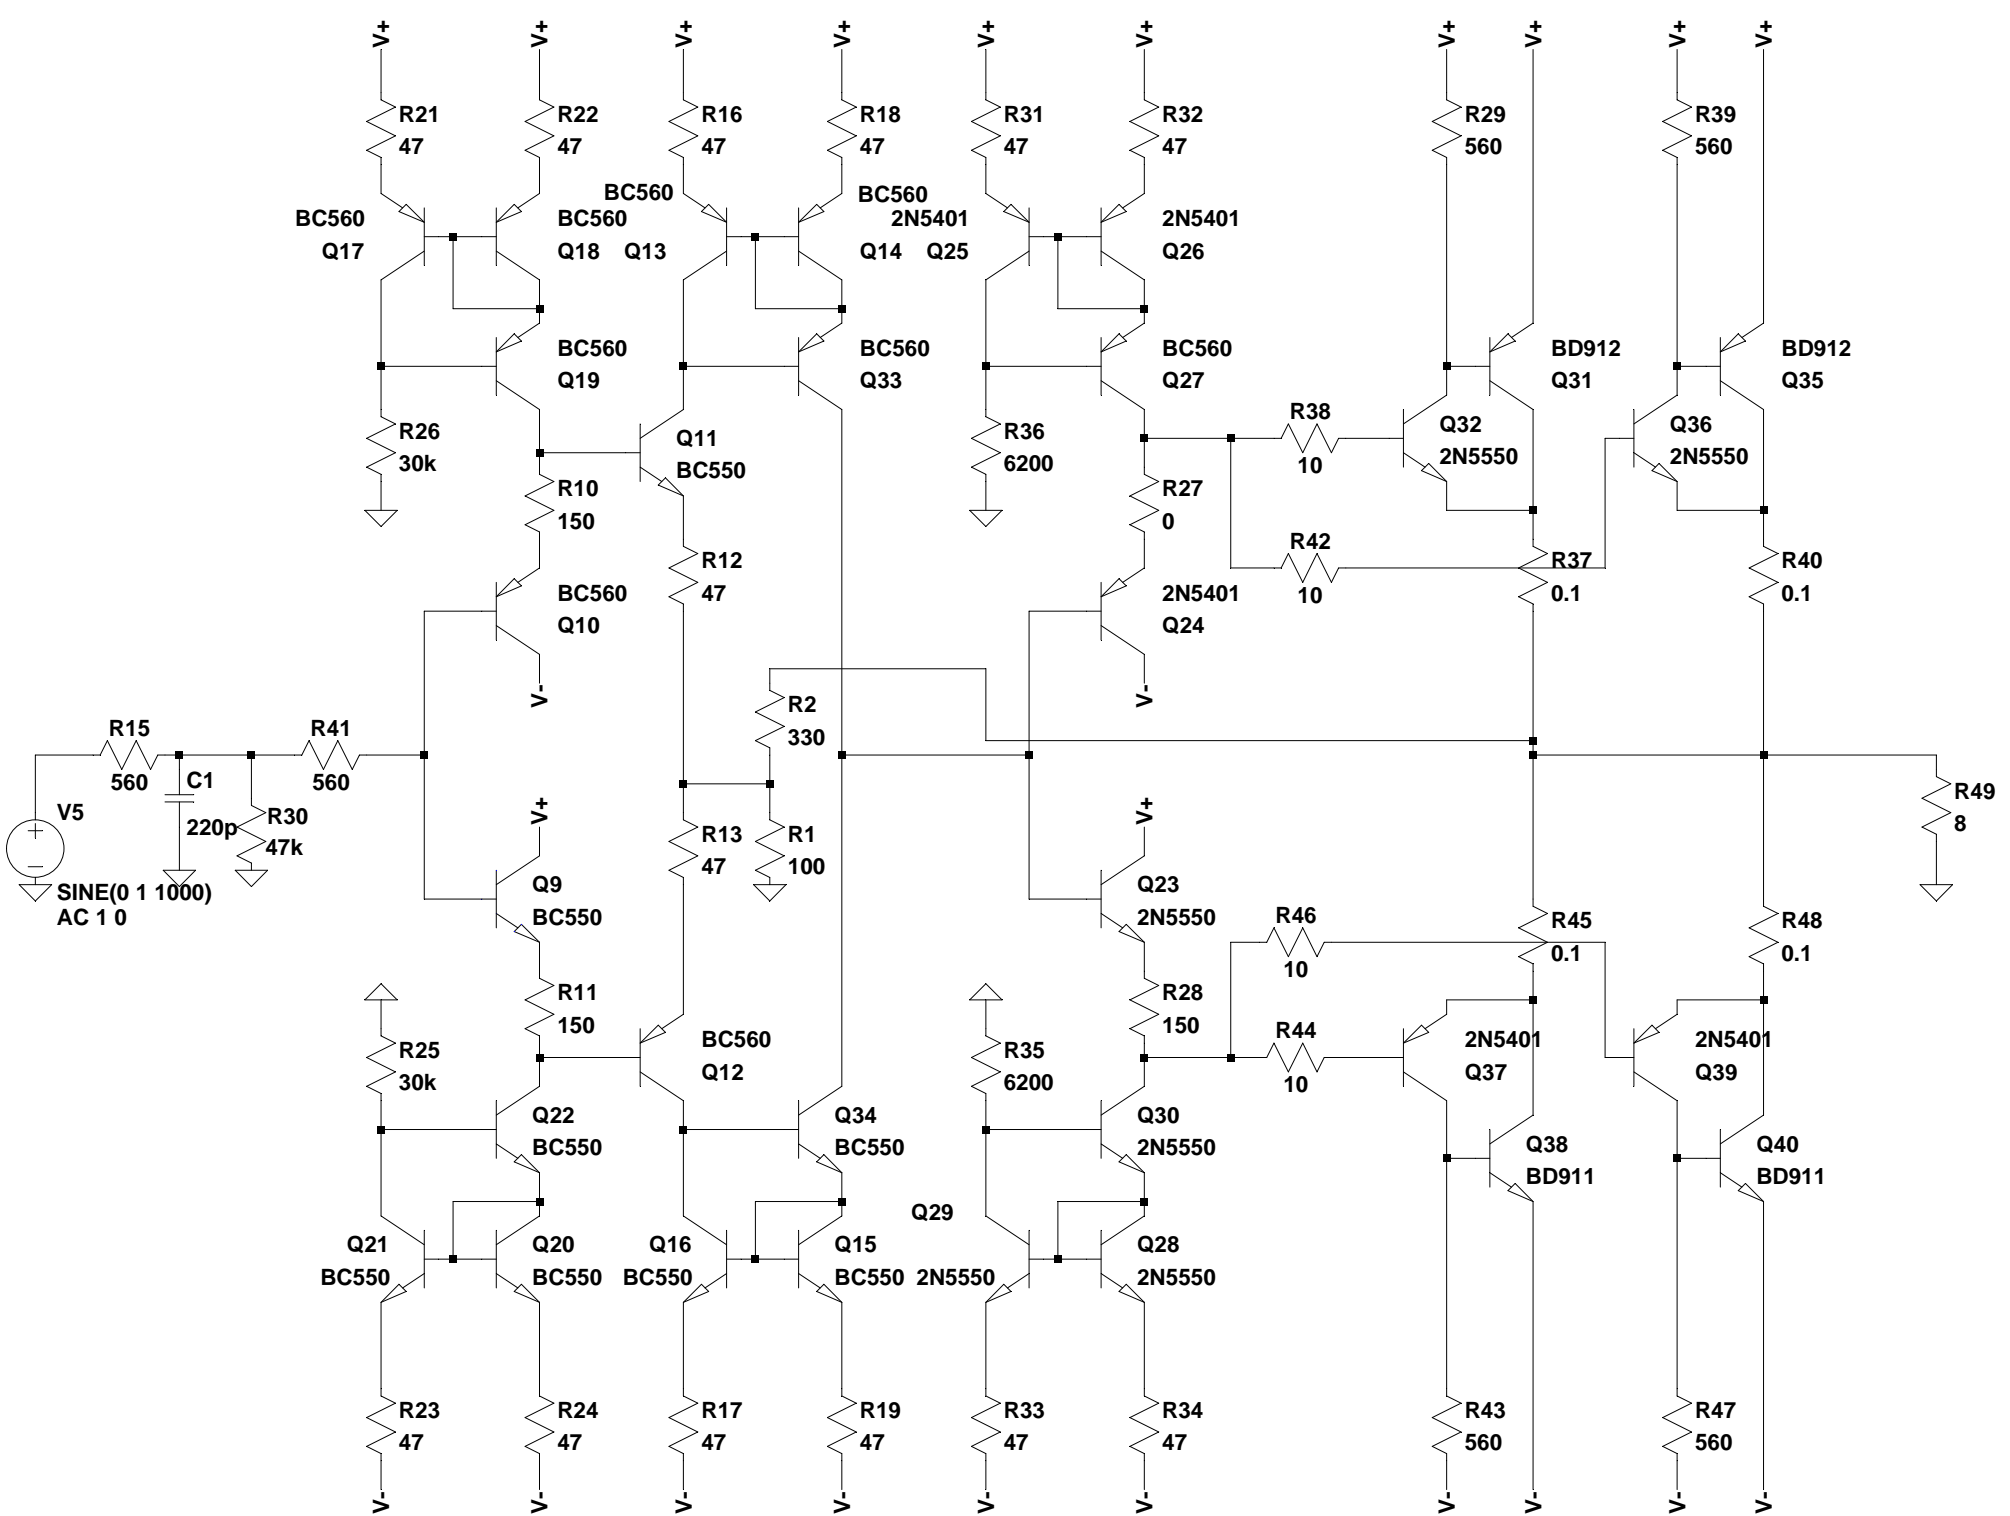 V+ V+ V+ V+ V+ V+ V+ V+ V+ V+
R21 R22 R16 R18 R31 R32 R29 R39
47 47 47 47 47 47 560 560
BC560 BC560
BC560 BC560 2N5401 2N5401
Q17 Q18 Q13 Q14 Q25 Q26
BC560 BC560 BC560 BD912 BD912
Q19 Q33 Q27 Q31 Q35
R26 Q11 R36 R38 Q32 Q36
30k BC550 6200 10 2N5550 2N5550
R10 R27
150 0
R12 R42 R37 R40
47 10 0.1 0.1
BC560 2N5401
Q10 Q24
V- V-
R15 R41 R2
560 560 330
C1 R49
V5 220p R30 V+ V+ 8
47k R13 R1
47 100
SINE(0 1 1000) Q9 Q23
AC 1 0 BC550 2N5550
R46 R45 R48
10 0.1 0.1
R11 R28
150 150
R25 BC560 R35 R44 2N5401 2N5401
30k Q12 6200 10 Q37 Q39
Q22 Q34 Q30 Q38 Q40
BC550 BC550 2N5550 BD911 BD911
Q29
Q21 Q20 Q16 Q15 Q28
BC550 BC550 BC550 BC550 2N5550 2N5550
R23 R24 R17 R19 R33 R34 R43 R47
47 47 47 47 47 47 560 560
V- V- V- V- V- V- V- V- V- V-